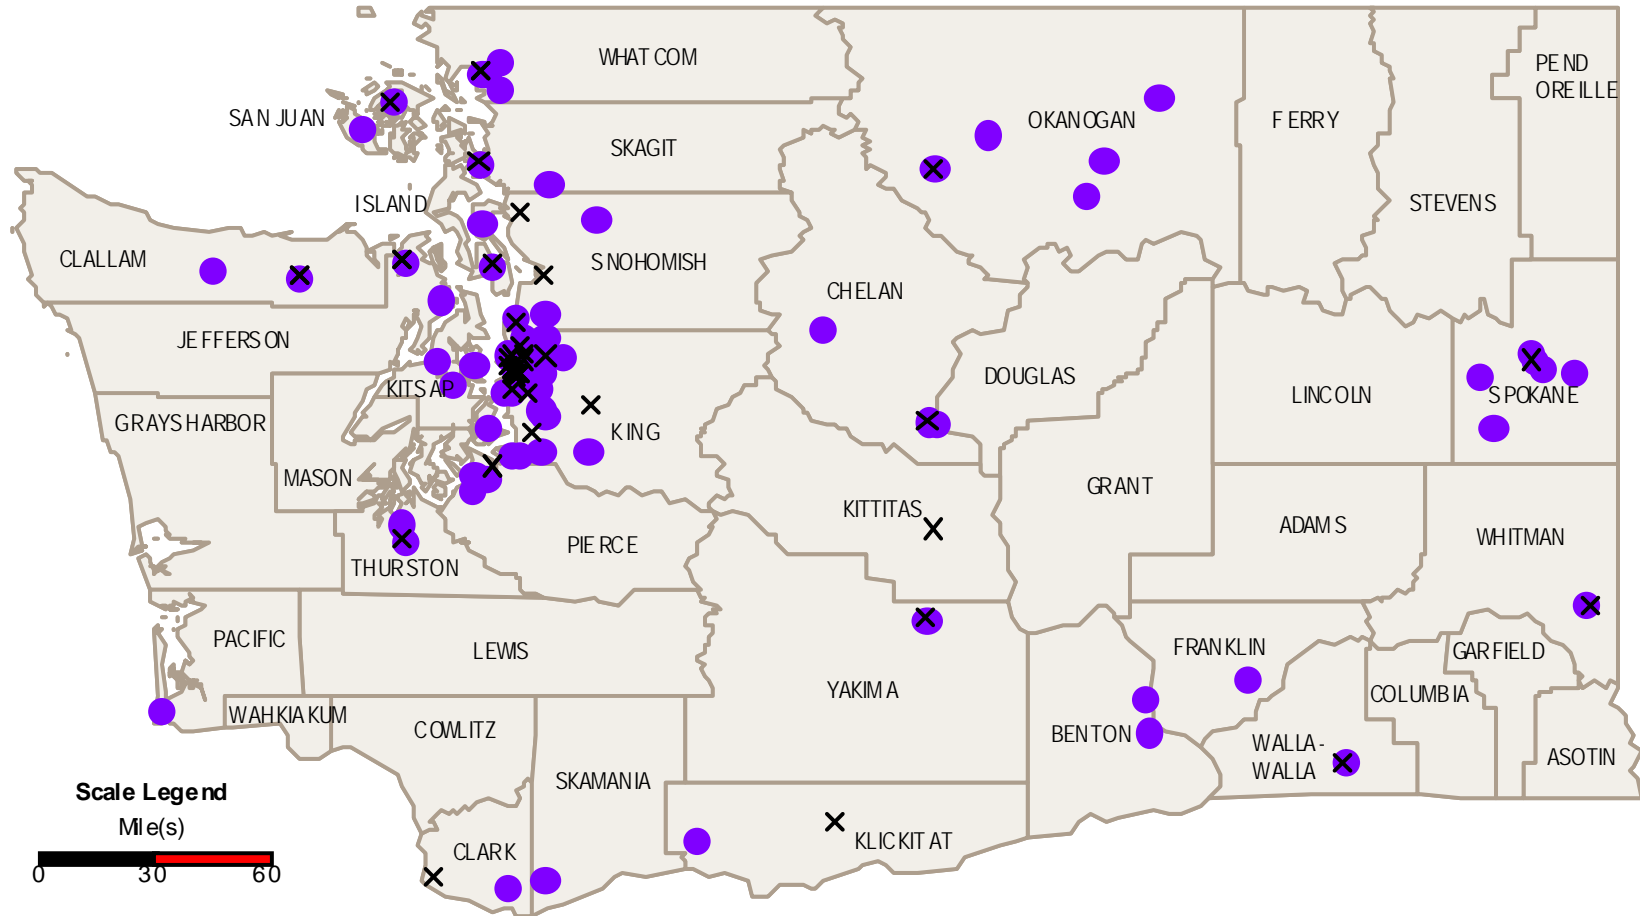 WHATCOM
PEND
OREILLE
SAN JUAN
OKANOGAN
FERRY
SKAGIT
ISLAND
STEVENS
CLALLAM
SNOHOMISH
CHELAN
JEFFERSON
DOUGLAS
KITSAP
LINCOLN
SPOKANE
GRAYS HARBOR
KING
MASON
GRANT
KITTITAS
ADAMS
WHITMAN
PIERCE
THURSTON
PACIFIC
LEWIS
FRANKLIN
GARFIELD
YAKIMA
COLUMBIA
WAHKIAKUM
COWLITZ
BENTON
WALLA-
WALLA
ASOTIN
SKAMANIA
Scale Legend
Mile(s)
KLICKITAT
CLARK
0 30 60